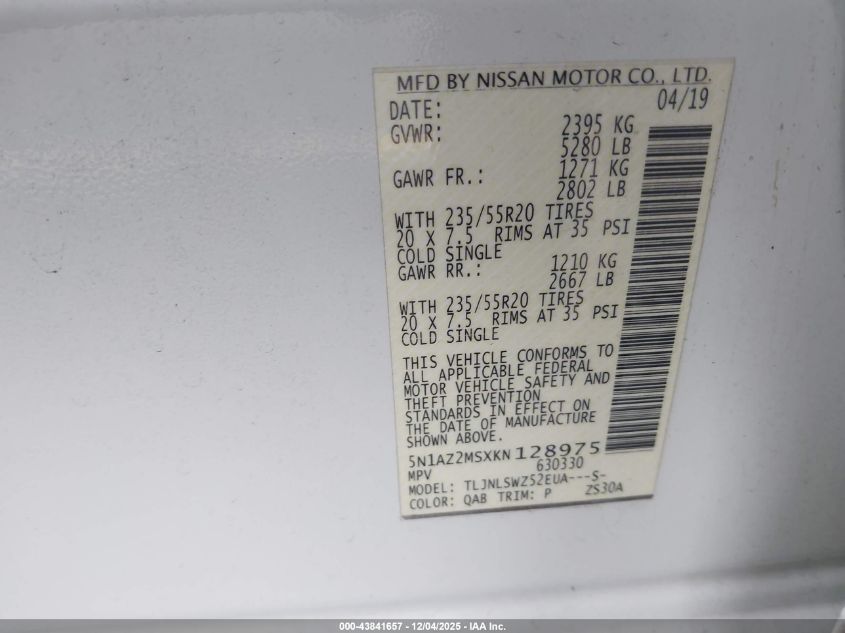 MFD BY NISSAN MOTOR CO., LTD.
DATE: 04/19
GVWR: 2395 KG
5280 LB
GAWR FR.: 1271 KG
2802 LB
WITH 235/55R20 TIRES
20 X 7.5 RIMS AT 35 PSI
COLD SINGLE
GAWR RR.: 1210 KG
2667 LB
WITH 235/55R20 TIRES
20 X 7.5 RIMS AT 35 PSI
COLD SINGLE
THIS VEHICLE CONFORMS TO
ALL APPLICABLE FEDERAL
MOTOR VEHICLE SAFETY AND
THEFT PREVENTION
STANDARDS IN EFFECT ON
THE DATE OF MANUFACTURE
SHOWN ABOVE.
5N1AZ2MSXKN128975
MPV 630330
MODEL: TLJNLSWZ52EUA---S-
COLOR: QAB TRIM: P ZS30A
000-43841657 - 12/04/2025 - IAA Inc.